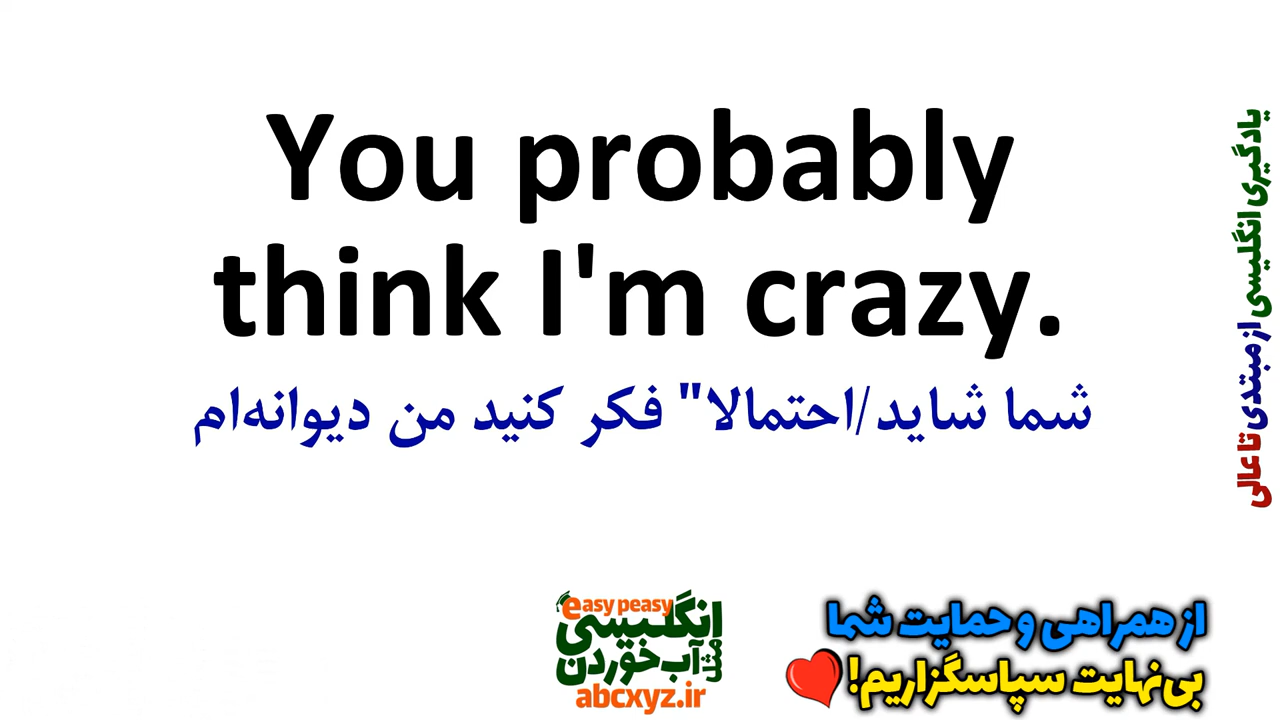 You probably
think I'm crazy.
شما شاید/احتمالا" فکر کنید من دیوانه‌ام
یادگیری انگلیسی از مبتدی تا عالی
easy peasy
انگلیسی
مثل آب خوردن
abcxyz.ir
از همراهی و حمایت شما
بی‌نهایت سپاسگزاریم!